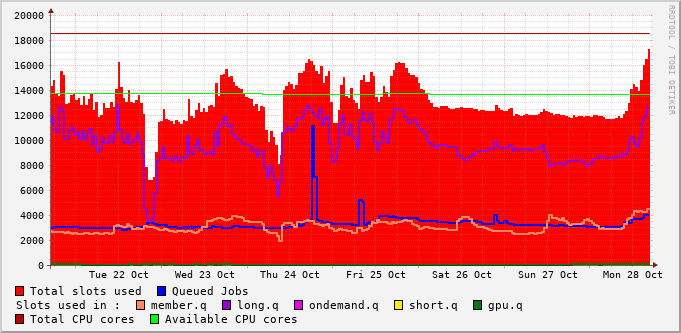 RRDTOOL / TOBI OETIKER
20000
18000
16000
14000
12000
10000
8000
6000
4000
2000
0
Tue 22 Oct Wed 23 Oct Thu 24 Oct Fri 25 Oct Sat 26 Oct Sun 27 Oct Mon 28 Oct
Total slots used Queued Jobs
Slots used in : member.q long.q ondemand.q short.q gpu.q
Total CPU cores Available CPU cores